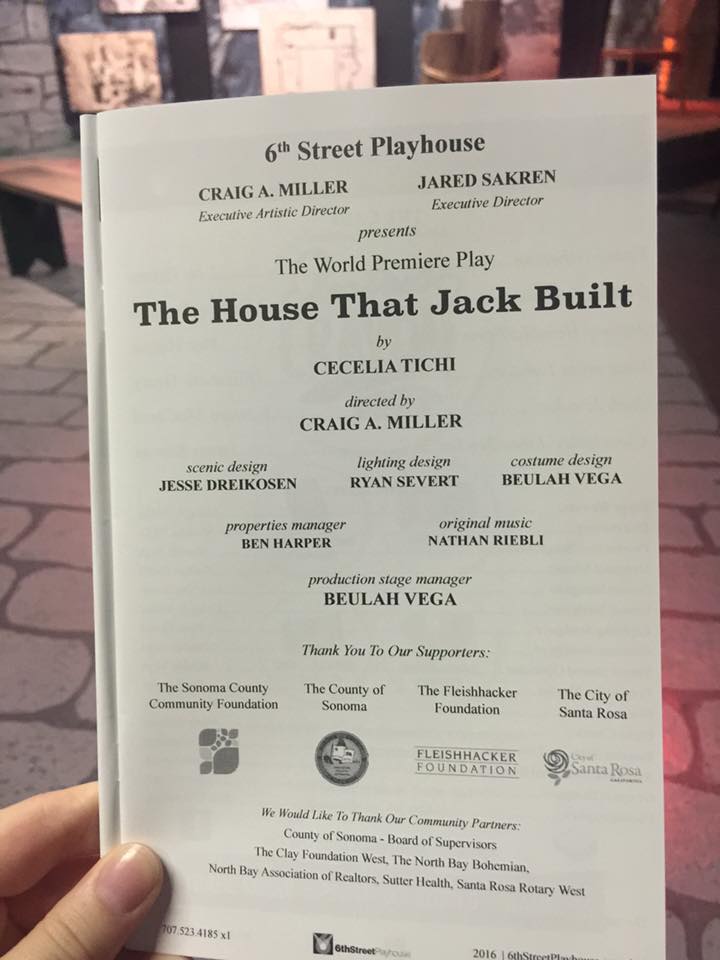 6th Street Playhouse
CRAIG A. MILLER
Executive Artistic Director
JARED SAKREN
Executive Director
presents
The World Premiere Play
The House That Jack Built
by
CECELIA TICHI
directed by
CRAIG A. MILLER
scenic design
JESSE DREIKOSEN
lighting design
RYAN SEVERT
costume design
BEULAH VEGA
properties manager
BEN HARPER
original music
NATHAN RIEBLI
production stage manager
BEULAH VEGA
Thank You To Our Supporters:
The Sonoma County
Community Foundation
The County of
Sonoma
The Fleishhacker
Foundation
The City of
Santa Rosa
FLEISHHACKER
FOUNDATION
City of
Santa Rosa
CALIFORNIA
We Would Like To Thank Our Community Partners:
County of Sonoma - Board of Supervisors
The Clay Foundation West, The North Bay Bohemian,
North Bay Association of Realtors, Sutter Health, Santa Rosa Rotary West
707.523.4185 x1
6thStreetPlayhouse
2016 |